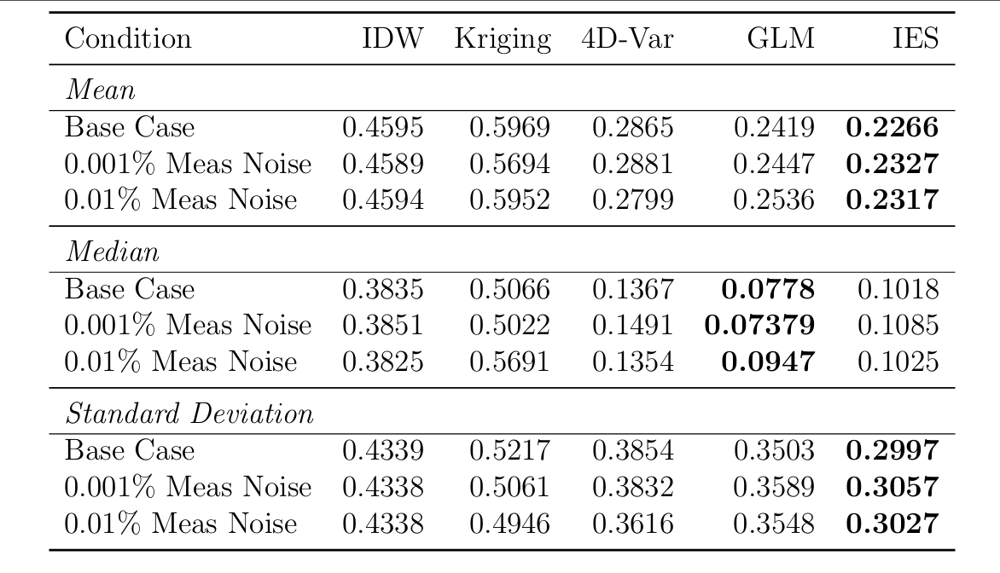 Condition IDW Kriging 4D-Var GLM IES
Mean
Base Case 0.4595 0.5969 0.2865 0.2419 0.2266
0.001% Meas Noise 0.4589 0.5694 0.2881 0.2447 0.2327
0.01% Meas Noise 0.4594 0.5952 0.2799 0.2536 0.2317
Median
Base Case 0.3835 0.5066 0.1367 0.0778 0.1018
0.001% Meas Noise 0.3851 0.5022 0.1491 0.07379 0.1085
0.01% Meas Noise 0.3825 0.5691 0.1354 0.0947 0.1025
Standard Deviation
Base Case 0.4339 0.5217 0.3854 0.3503 0.2997
0.001% Meas Noise 0.4338 0.5061 0.3832 0.3589 0.3057
0.01% Meas Noise 0.4338 0.4946 0.3616 0.3548 0.3027